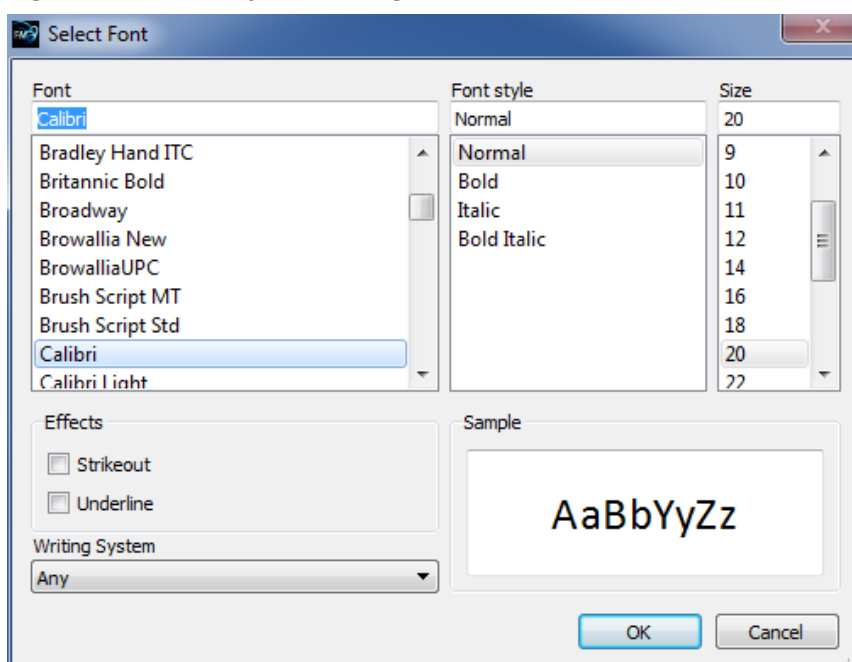 Select Font
Font
Calibri
Bradley Hand ITC
Britannic Bold
Broadway
Browallia New
BrowalliaUPC
Brush Script MT
Brush Script Std
Calibri
Calibri Light
Font style
Normal
Normal
Bold
Italic
Bold Italic
Size
20
9
10
11
12
14
16
18
20
22
Effects
Strikeout
Underline
Writing System
Any
Sample
AaBbYyZz
OK
Cancel